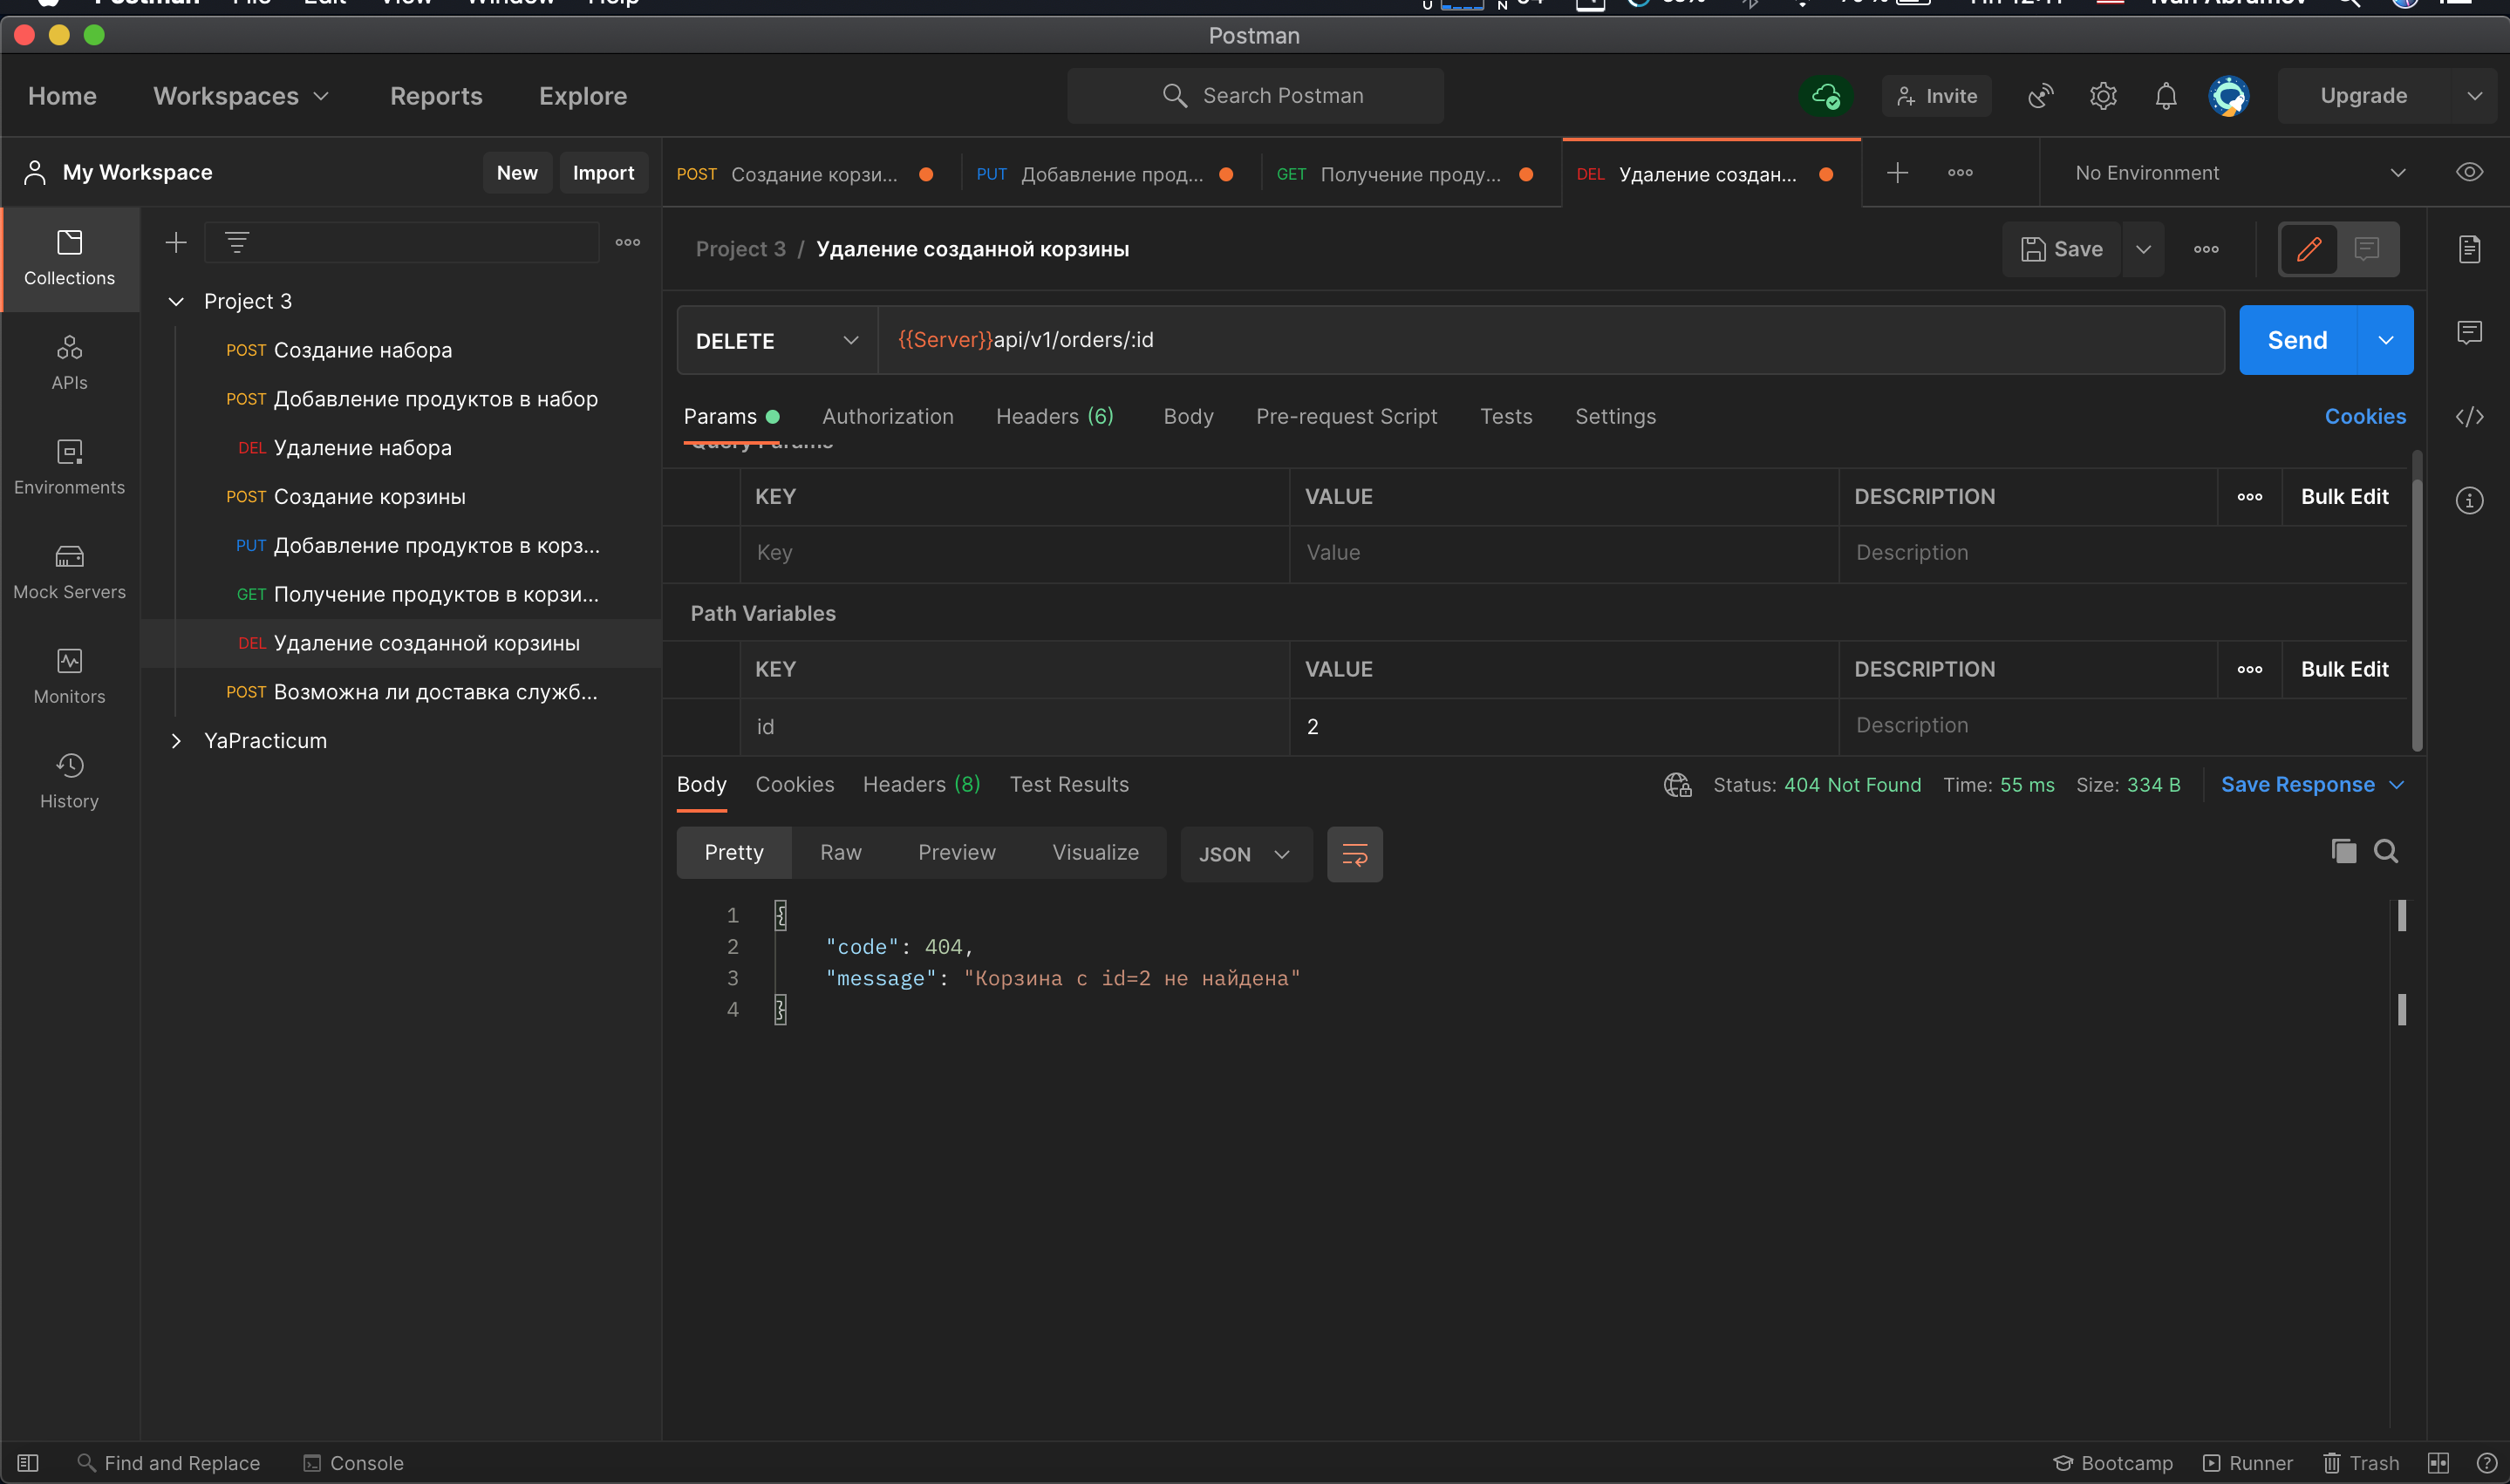 Postman File Edit View Window Help
Ivan Abramov
Postman
Home Workspaces Reports Explore Search Postman Invite Upgrade
My Workspace New Import
POST Создание корзи... PUT Добавление прод... GET Получение проду... DEL Удаление создан... No Environment
Collections
APIs
Environments
Mock Servers
Monitors
History
Project 3
POST Создание набора
POST Добавление продуктов в набор
DEL Удаление набора
POST Создание корзины
PUT Добавление продуктов в корз...
GET Получение продуктов в корзи...
DEL Удаление созданной корзины
POST Возможна ли доставка служб...
YaPracticum
Project 3 / Удаление созданной корзины Save
DELETE {{Server}}api/v1/orders/:id Send
Params Authorization Headers (6) Body Pre-request Script Tests Settings Cookies
Query Params
KEY VALUE DESCRIPTION Bulk Edit
Key Value Description
Path Variables
KEY VALUE DESCRIPTION Bulk Edit
id 2 Description
Body Cookies Headers (8) Test Results Status: 404 Not Found Time: 55 ms Size: 334 B Save Response
Pretty Raw Preview Visualize JSON
1 {
2 "code": 404,
3 "message": "Корзина с id=2 не найдена"
4 }
Find and Replace Console Bootcamp Runner Trash